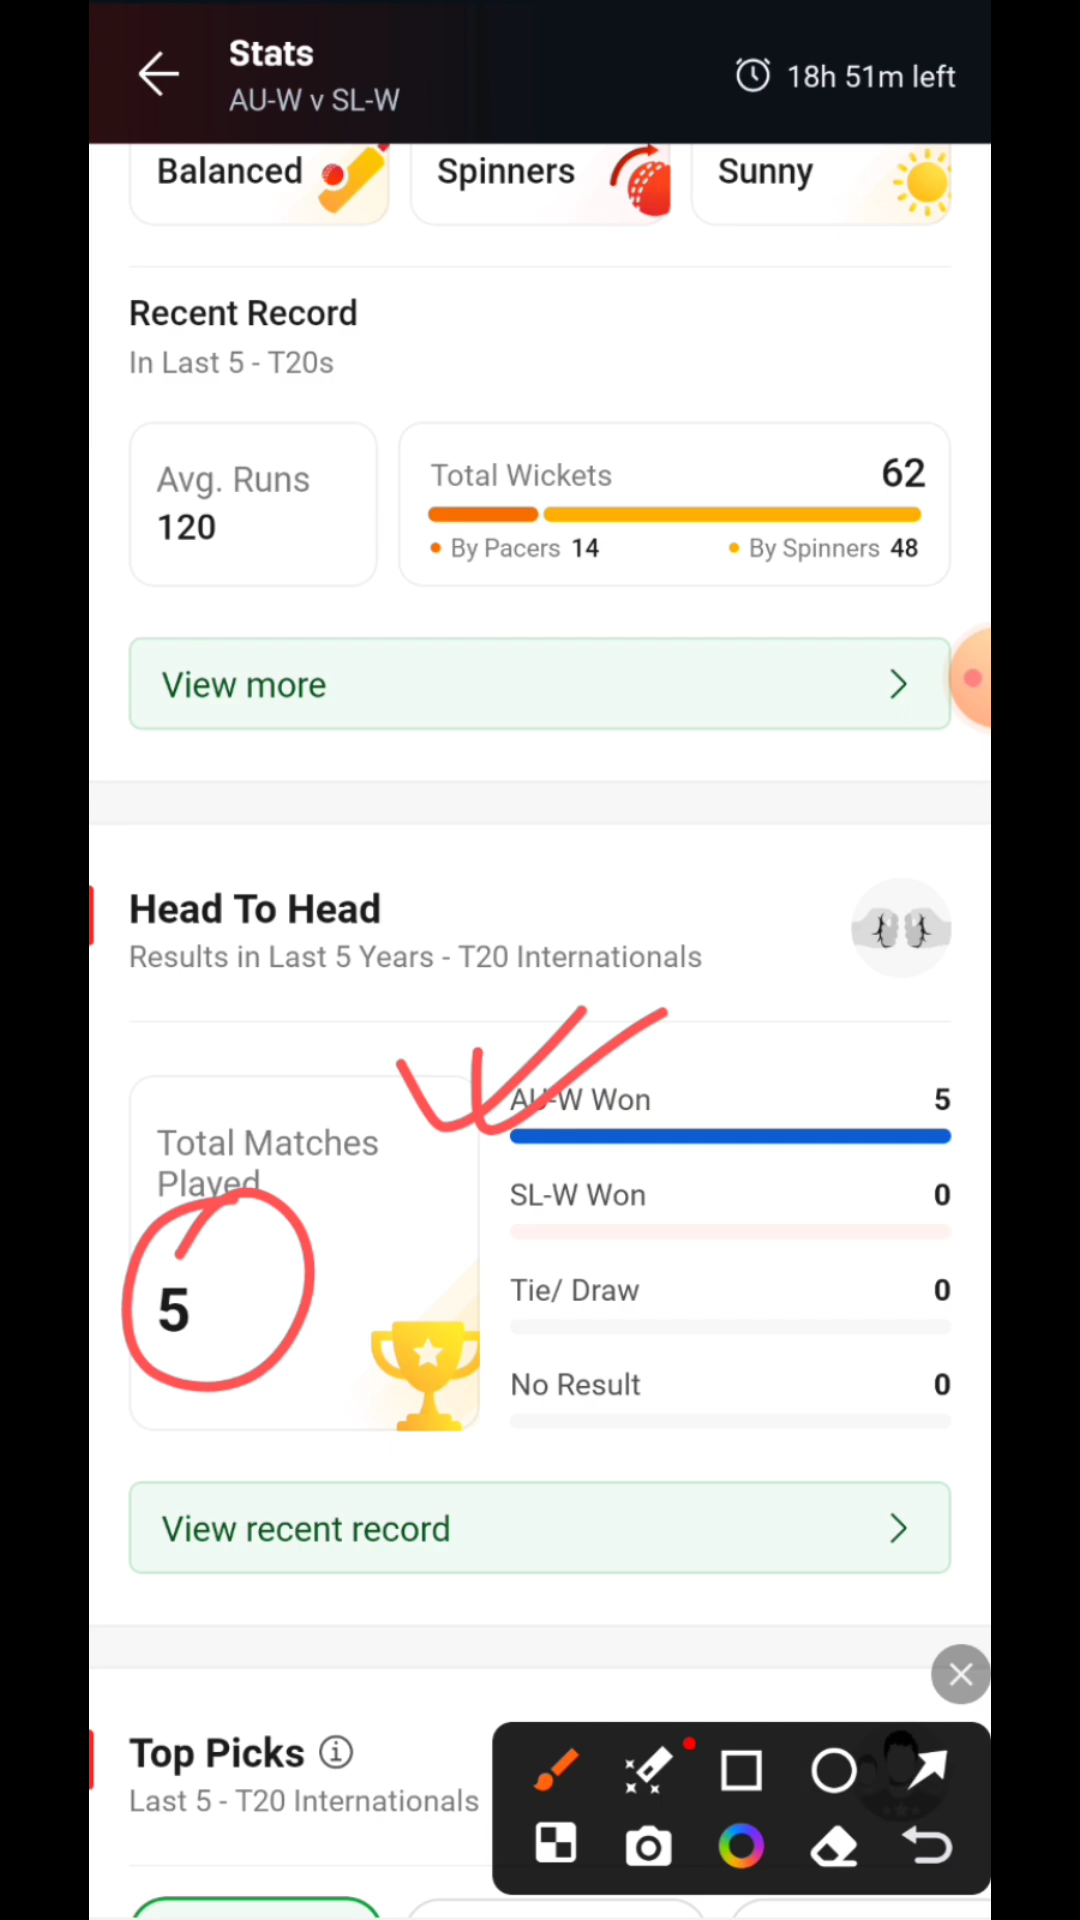 Stats
AU-W v SL-W
18h 51m left
Balanced
Spinners
Sunny
Recent Record
In Last 5 - T20s
Avg. Runs
120
Total Wickets 62
By Pacers 14
By Spinners 48
View more
Head To Head
Results in Last 5 Years - T20 Internationals
Total Matches
Played
5
AU-W Won 5
SL-W Won 0
Tie/ Draw 0
No Result 0
View recent record
Top Picks
Last 5 - T20 Internationals